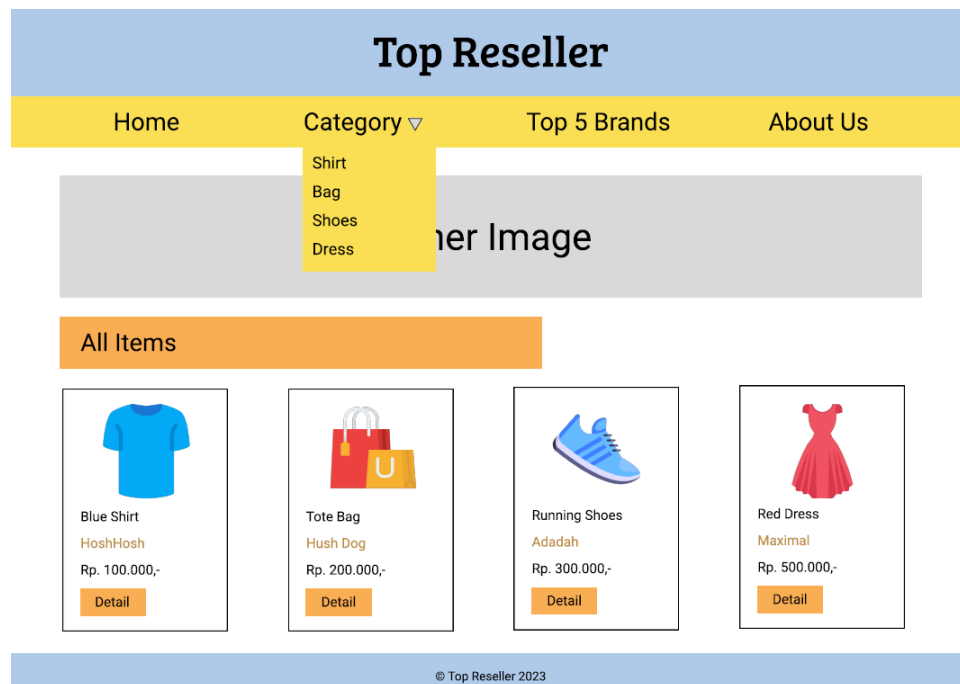 Top Reseller
Home Category Top 5 Brands About Us
Shirt
Bag
Shoes
Dress
Image
All Items
Blue Shirt
HoshHosh
Rp. 100.000,-
Detail
Tote Bag
Hush Dog
Rp. 200.000,-
Detail
U
Running Shoes
Adadah
Rp. 300.000,-
Detail
Red Dress
Maximal
Rp. 500.000,-
Detail
© Top Reseller 2023